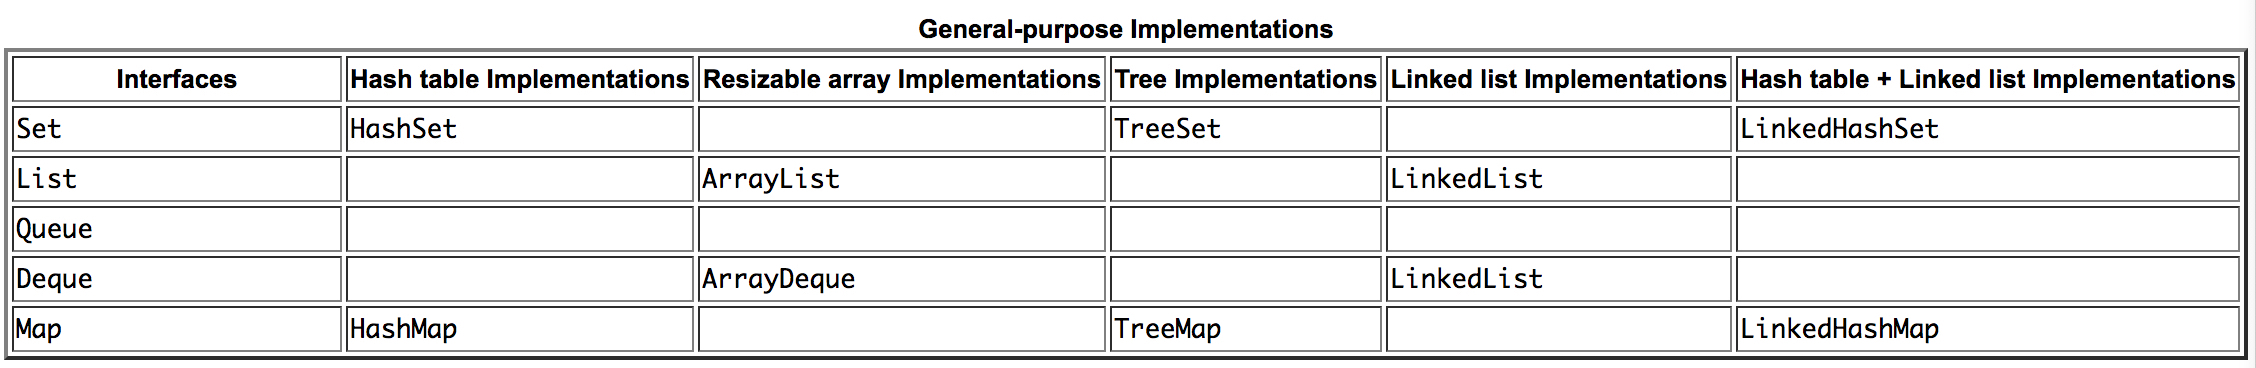 General-purpose Implementations
Interfaces Hash table Implementations Resizable array Implementations Tree Implementations Linked list Implementations Hash table + Linked list Implementations
Set HashSet TreeSet LinkedHashSet
List ArrayList LinkedList
Queue
Deque ArrayDeque LinkedList
Map HashMap TreeMap LinkedHashMap